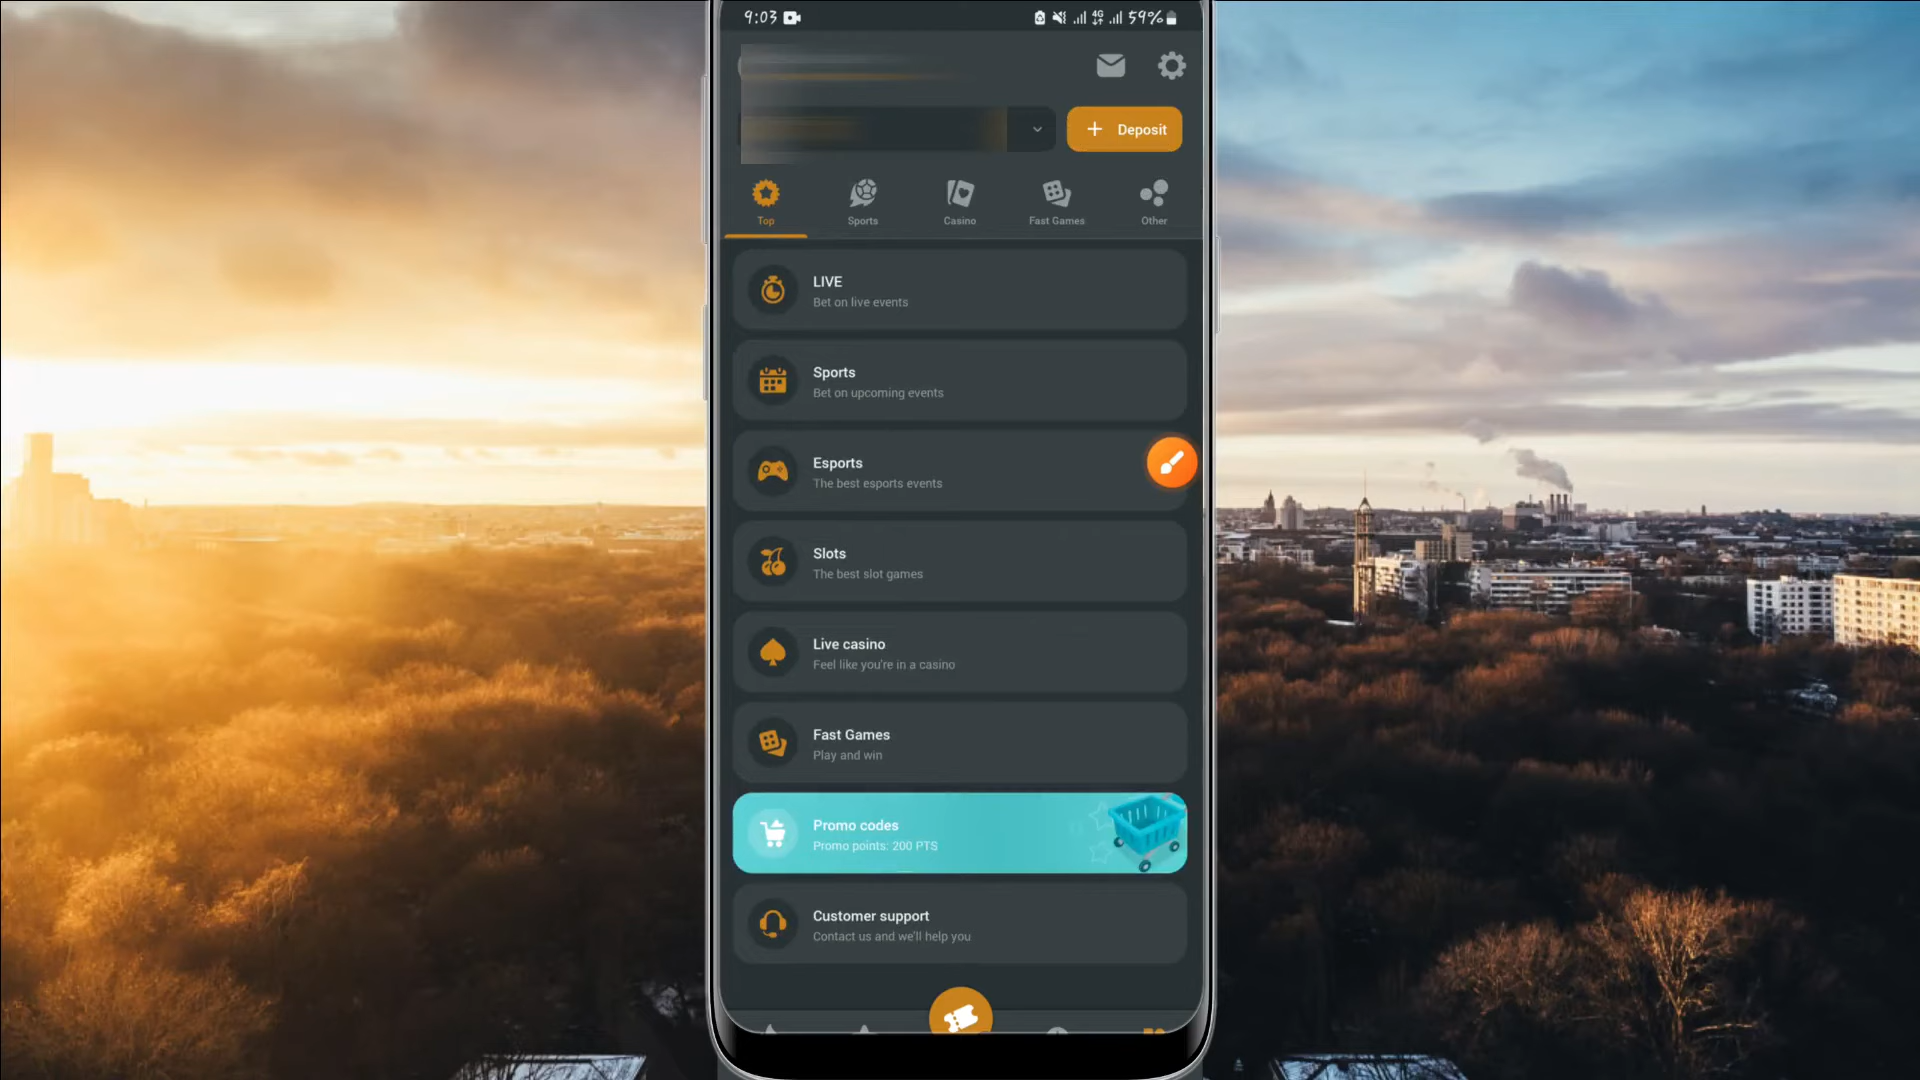 9:03
4G
59%
Deposit
Top
Sports
Casino
Fast Games
Other
LIVE
Bet on live events
Sports
Bet on upcoming events
Esports
The best esports events
Slots
The best slot games
Live casino
Feel like you're in a casino
Fast Games
Play and win
Promo codes
Promo points: 200 PTS
Customer support
Contact us and we'll help you